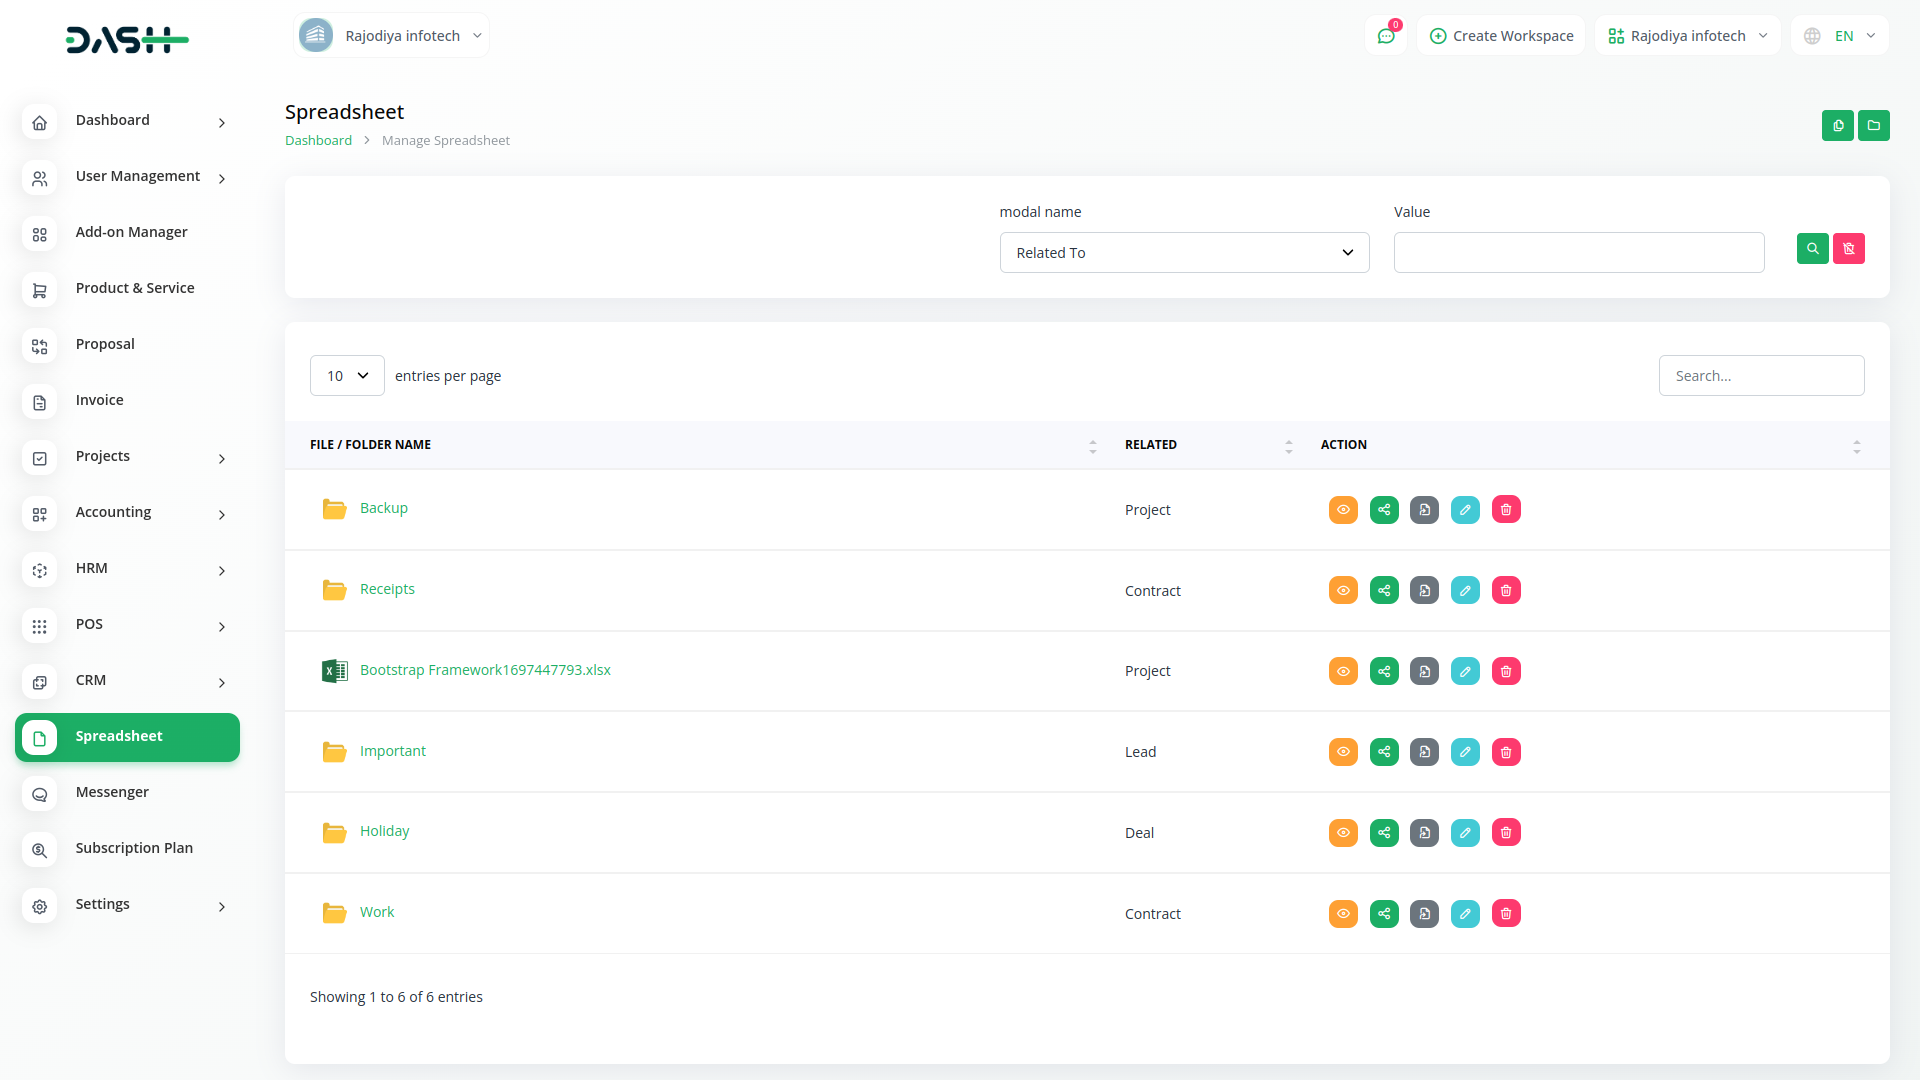 DASH
Rajodiya infotech
0
Create Workspace
Rajodiya infotech
EN
Dashboard
User Management
Add-on Manager
Product & Service
Proposal
Invoice
Projects
Accounting
HRM
POS
CRM
Spreadsheet
Messenger
Subscription Plan
Settings
Spreadsheet
Dashboard > Manage Spreadsheet
modal name
Value
Related To
10 entries per page
Search...
FILE / FOLDER NAME RELATED ACTION
Backup Project
Receipts Contract
Bootstrap Framework1697447793.xlsx Project
Important Lead
Holiday Deal
Work Contract
Showing 1 to 6 of 6 entries